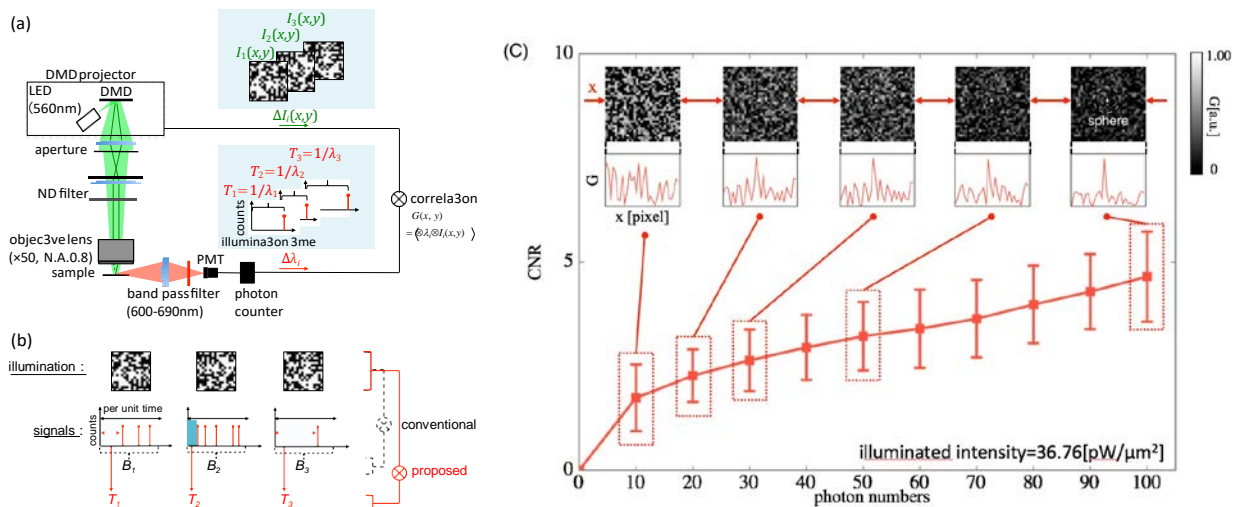 (a)
I₃(x,y)
I₂(x,y)
I₁(x,y)
DMD projector
LED
(560nm)
DMD
ΔIᵢ(x,y)
aperture
T₃=1/λ₃
T₂=1/λ₂
T₁=1/λ₁
ND filter
counts
illumina3on 3me
correla3on
G(x, y)
= ⟨⊗λᵢ⊗Iᵢ(x,y) ⟩
objec3ve lens
(×50, N.A.0.8)
sample
PMT
Δλᵢ
band pass filter
(600-690nm)
photon
counter
(b)
illumination :
per unit time
signals :
counts
conventional
B₁
B₂
B₃
proposed
T₁
T₂
T₃
(C)
10
5
0
CNR
x
sphere
G
x [pixel]
1.00
G[a.u.]
0
illuminated intensity=36.76[pW/μm²]
0 10 20 30 40 50 60 70 80 90 100
photon numbers